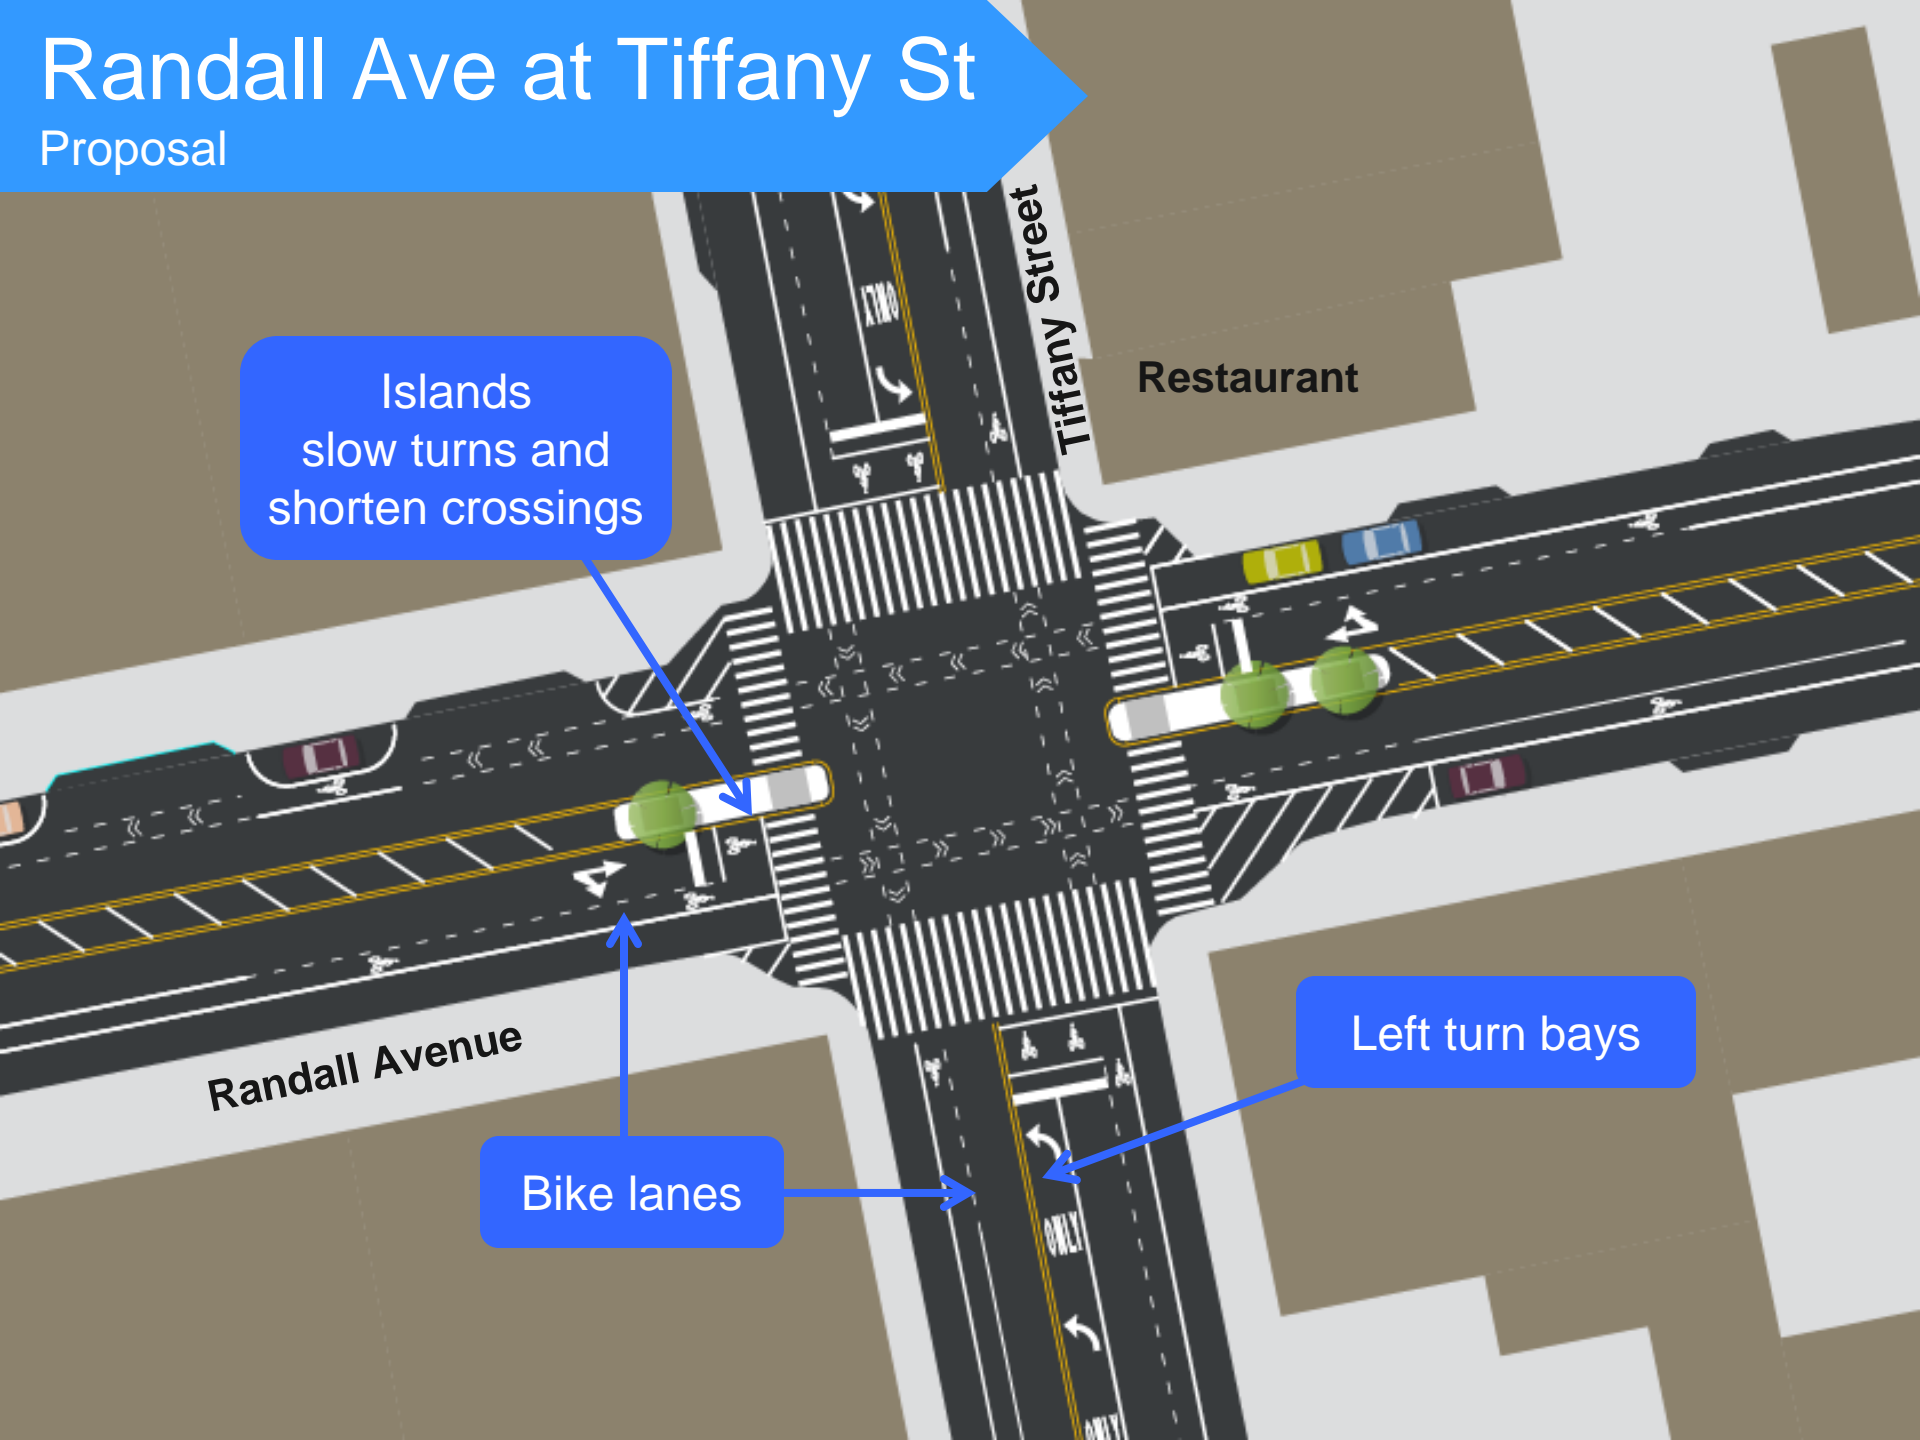 Randall Ave at Tiffany St
Proposal
Tiffany Street
ONLY
Restaurant
Islands
slow turns and
shorten crossings
Randall Avenue
Left turn bays
Bike lanes
ONLY
ONLY